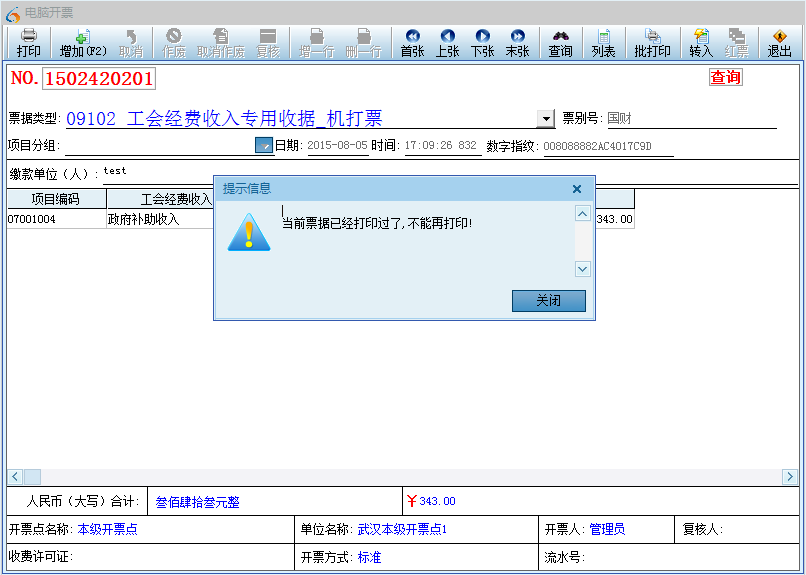 电脑开票
打印 增加(F2) 取消 作废 取消作废 复核 增一行 删一行 首张 上张 下张 末张 查询 列表 批打印 转入 红票 退出
NO. 1502420201 查询
票据类型: 09102 工会经费收入专用收据_机打票 票别号: 国财
项目分组: 日期: 2015-08-05 时间: 17:09:26 832 数字指纹: 008088882AC4017C9D
缴款单位（人）: test
项目编码 工会经费收入
07001004 政府补助收入 343.00
提示信息
当前票据已经打印过了,不能再打印!
关闭
人民币（大写）合计: 叁佰肆拾叁元整 ¥ 343.00
开票点名称: 本级开票点 单位名称: 武汉本级开票点1 开票人: 管理员 复核人:
收费许可证: 开票方式: 标准 流水号: